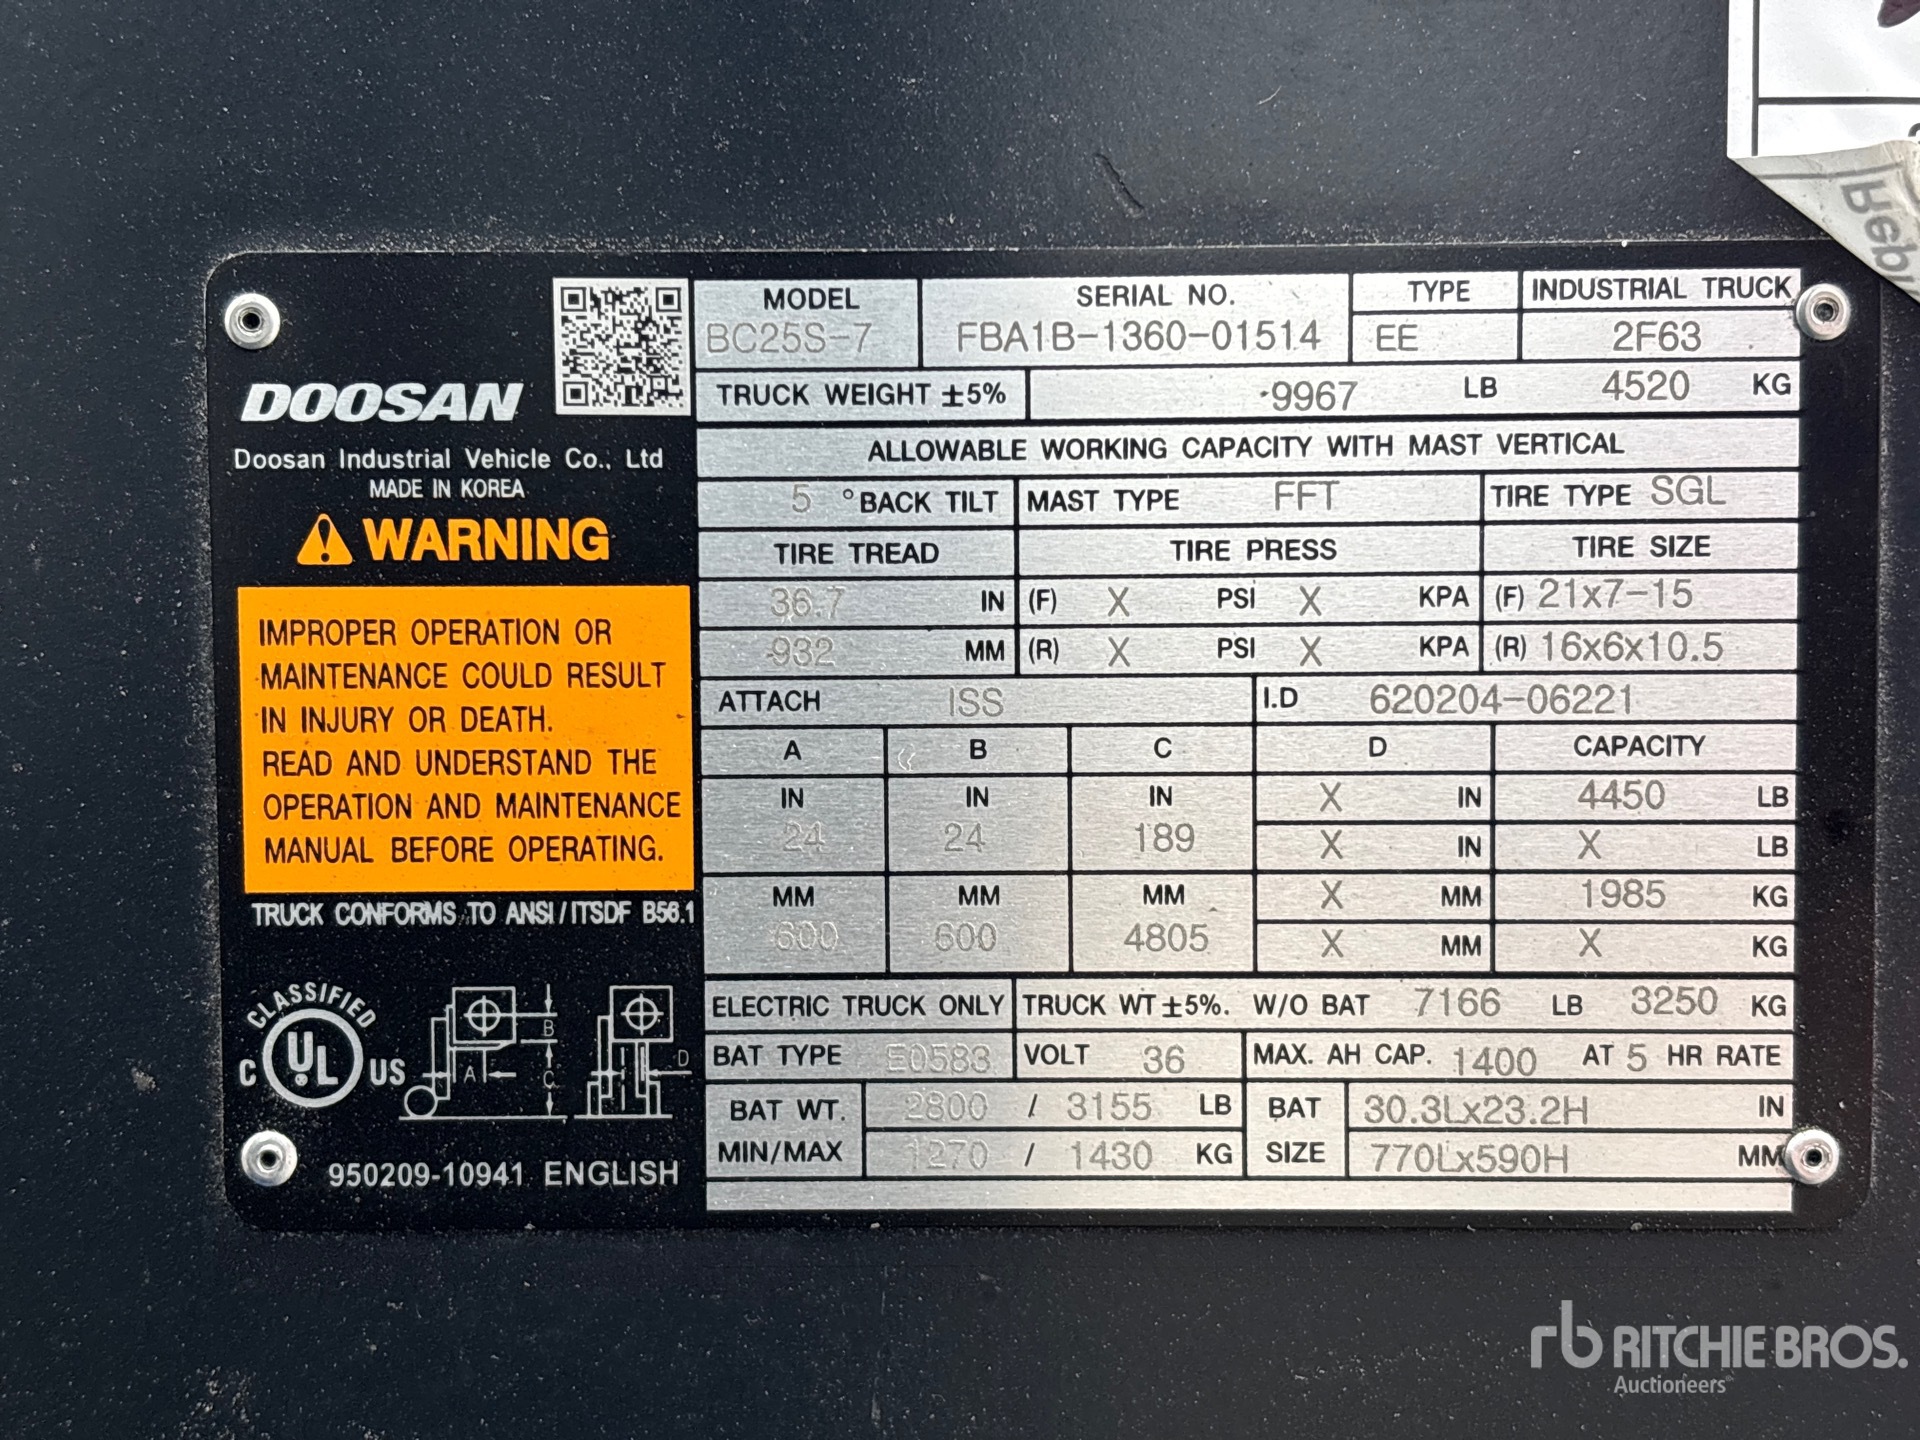 DOOSAN
Doosan Industrial Vehicle Co., Ltd
MADE IN KOREA
WARNING
IMPROPER OPERATION OR
MAINTENANCE COULD RESULT
IN INJURY OR DEATH.
READ AND UNDERSTAND THE
OPERATION AND MAINTENANCE
MANUAL BEFORE OPERATING.
TRUCK CONFORMS TO ANSI/ITSDF B56.1
CLASSIFIED
C UL US
A B C D
950209-10941 ENGLISH
MODEL SERIAL NO. TYPE INDUSTRIAL TRUCK
BC25S-7 FBA1B-1360-01514 EE 2F63
TRUCK WEIGHT ±5% 9967 LB 4520 KG
ALLOWABLE WORKING CAPACITY WITH MAST VERTICAL
5 °BACK TILT MAST TYPE FFT TIRE TYPE SGL
TIRE TREAD TIRE PRESS TIRE SIZE
36.7 IN (F) X PSI X KPA (F) 21x7-15
932 MM (R) X PSI X KPA (R) 16x6x10.5
ATTACH ISS I.D 620204-06221
A B C D CAPACITY
IN IN IN X IN 4450 LB
24 24 189 X IN X LB
MM MM MM X MM 1985 KG
600 600 4805 X MM X KG
ELECTRIC TRUCK ONLY TRUCK WT ±5%. W/O BAT 7166 LB 3250 KG
BAT TYPE E0583 VOLT 36 MAX. AH CAP. 1400 AT 5 HR RATE
BAT WT. 2800 / 3155 LB BAT 30.3Lx23.2H IN
MIN/MAX 1270 / 1430 KG SIZE 770Lx590H MM
rb RITCHIE BROS.
Auctioneers